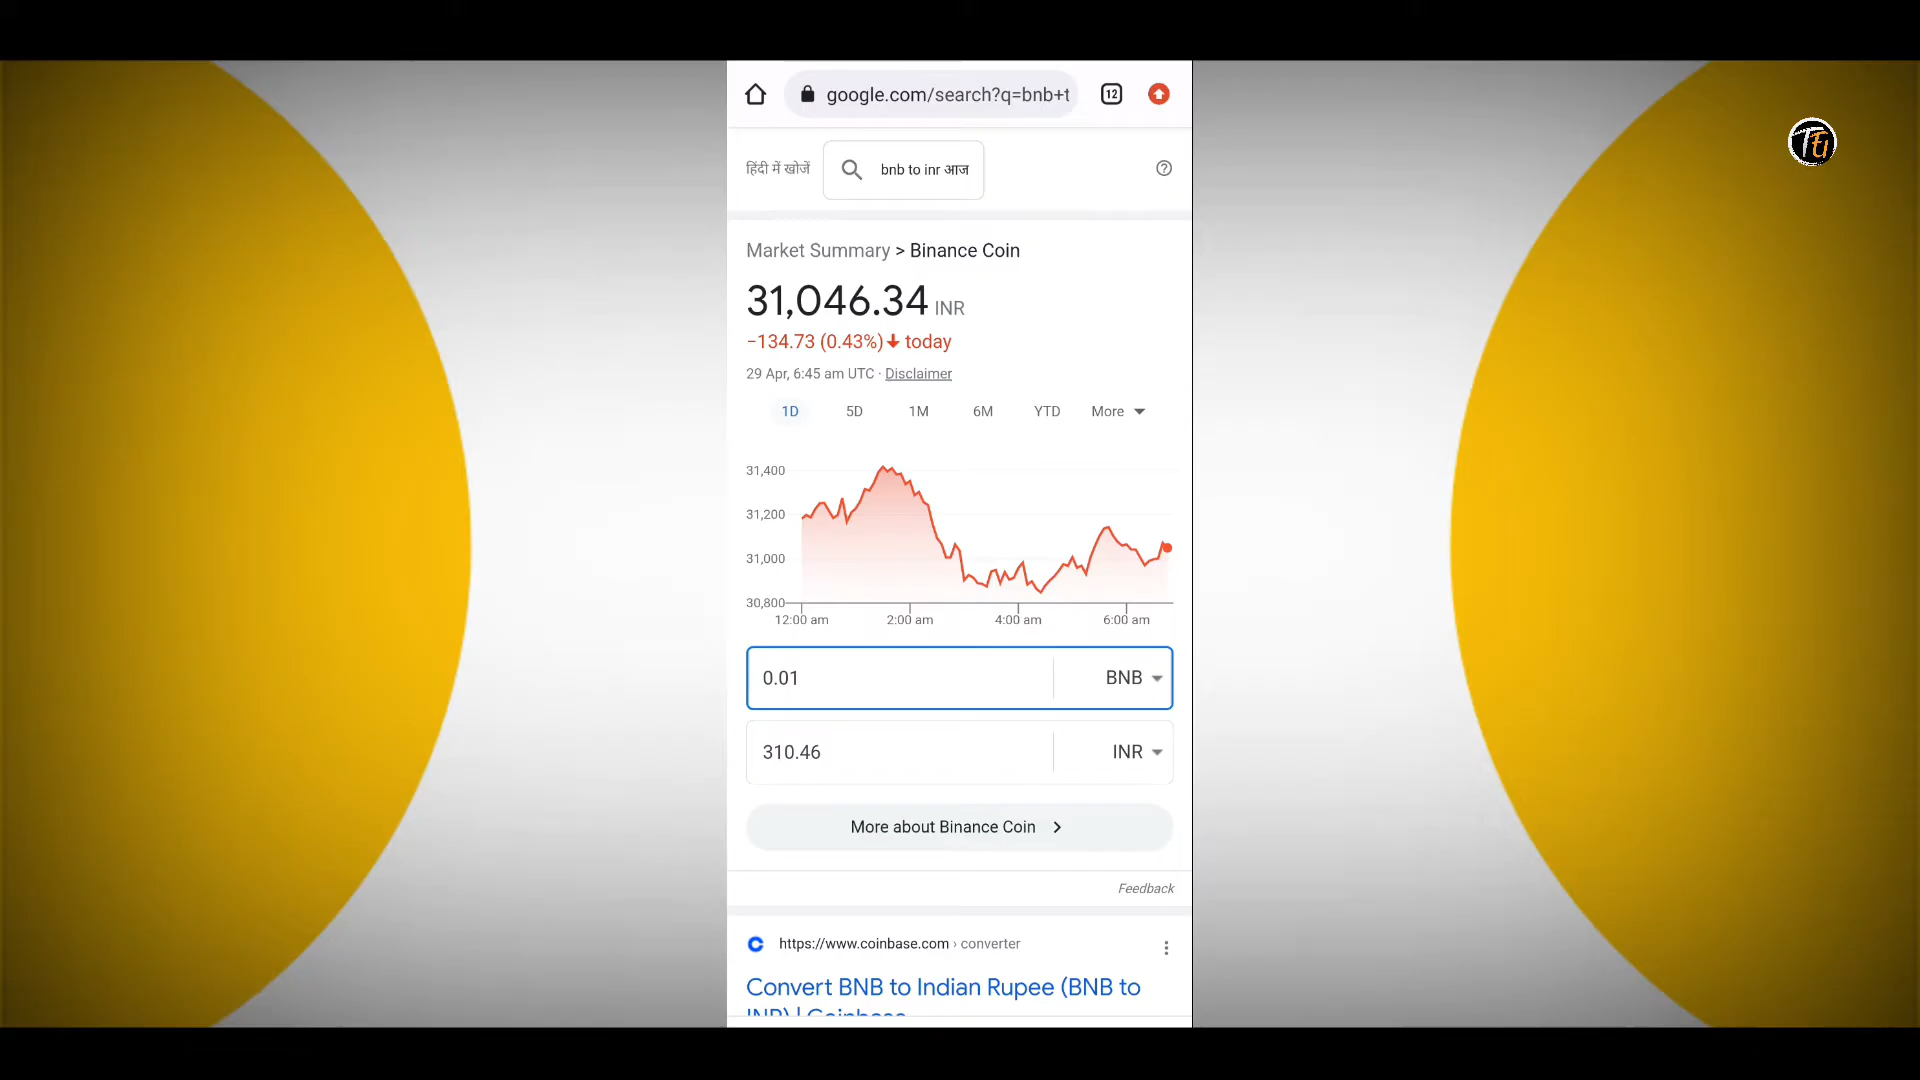 google.com/search?q=bnb+t
12
हिंदी में खोजें
bnb to inr आज
Market Summary > Binance Coin
31,046.34 INR
−134.73 (0.43%) today
29 Apr, 6:45 am UTC · Disclaimer
1D 5D 1M 6M YTD More
31,400
31,200
31,000
30,800
12:00 am 2:00 am 4:00 am 6:00 am
0.01 BNB
310.46 INR
More about Binance Coin
Feedback
https://www.coinbase.com › converter
Convert BNB to Indian Rupee (BNB to
INR) | Coinbase